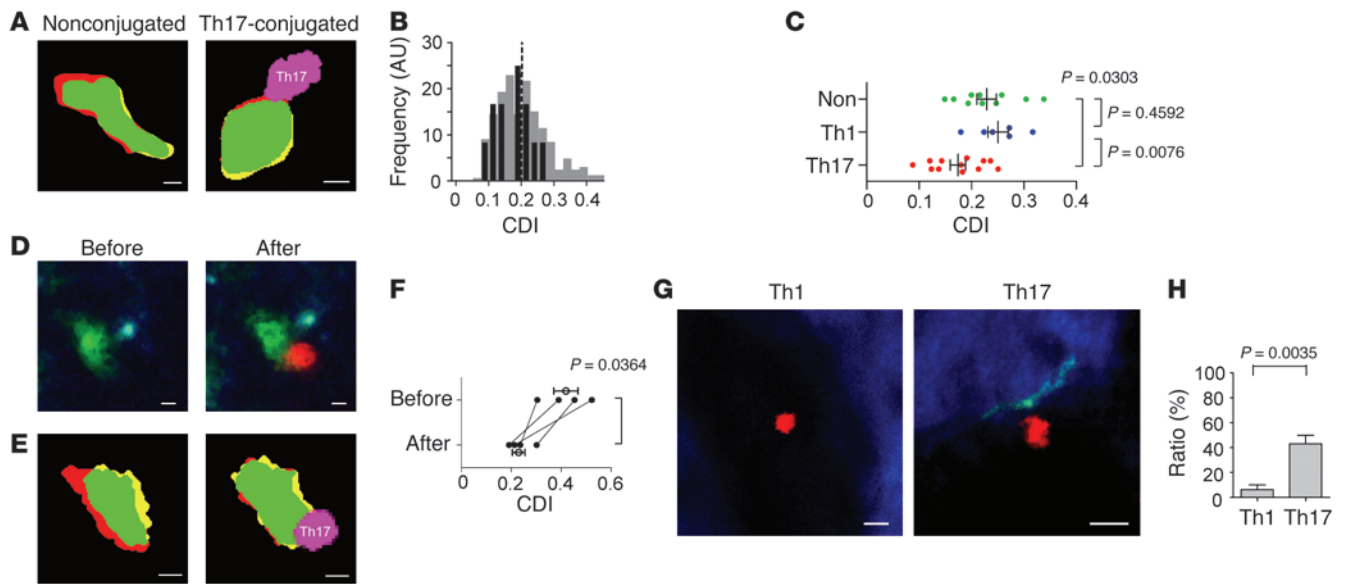 A
Nonconjugated
Th17-conjugated
Th17
B
Frequency (AU)
30
20
10
0
0
0.1
0.2
0.3
0.4
CDI
C
P = 0.0303
Non
Th1
Th17
P = 0.4592
P = 0.0076
0
0.1
0.2
0.3
0.4
CDI
D
Before
After
E
Th17
F
P = 0.0364
Before
After
0
0.2
0.4
0.6
CDI
G
Th1
Th17
H
P = 0.0035
Ratio (%)
100
80
60
40
20
0
Th1
Th17